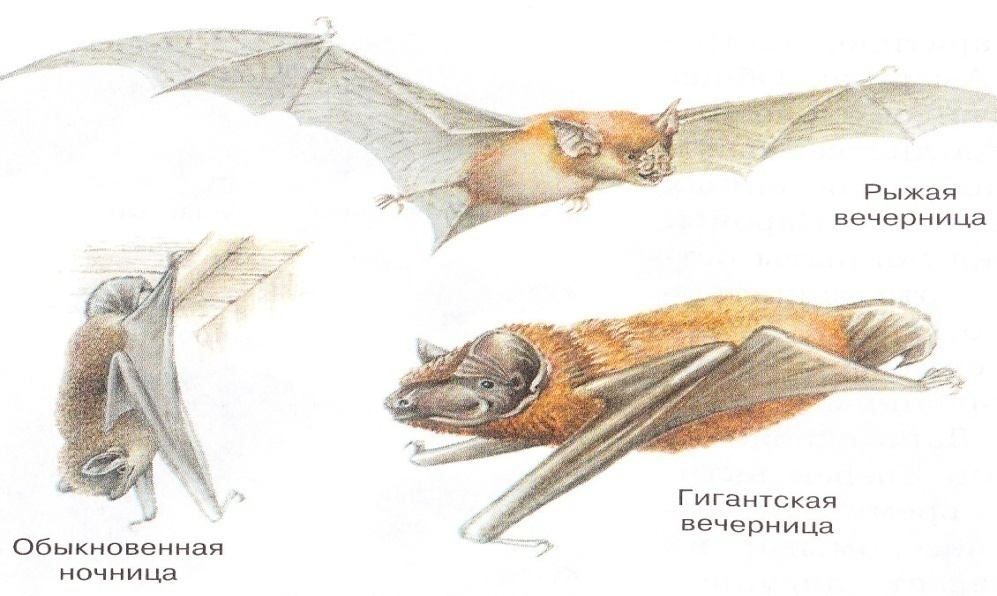 Рыжая
вечерница
Гигантская
вечерница
Обыкновенная
ночница